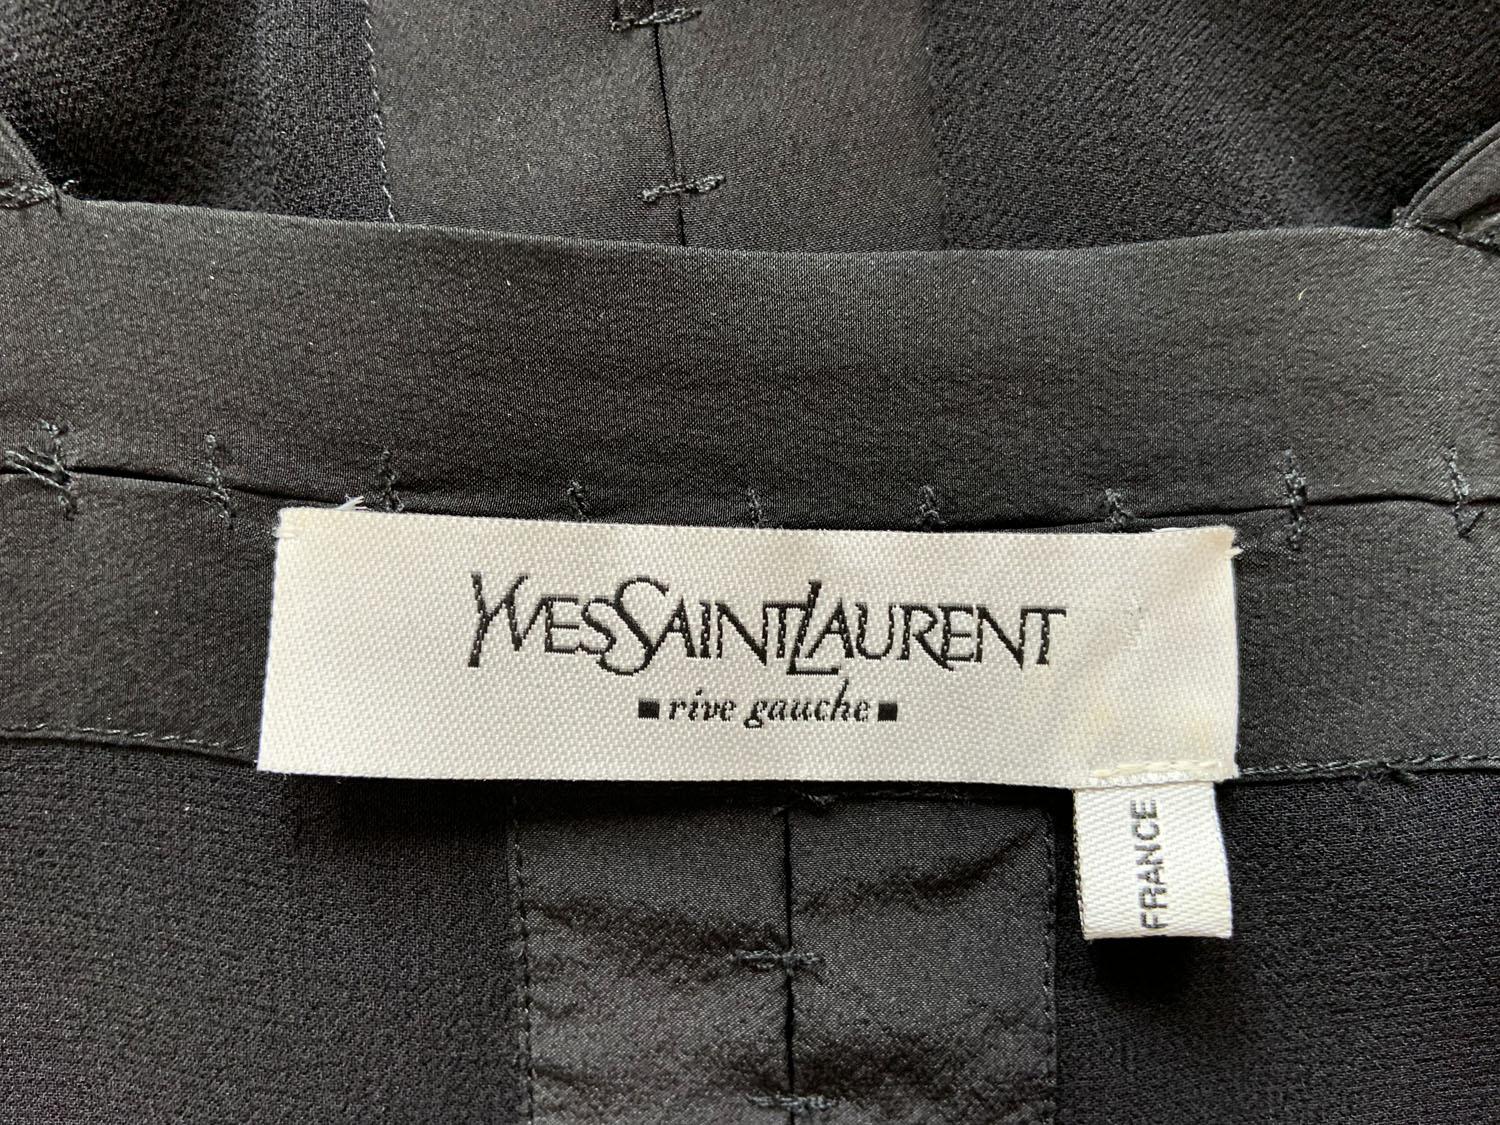 YVESSAINTLAURENT
rive gauche
FRANCE